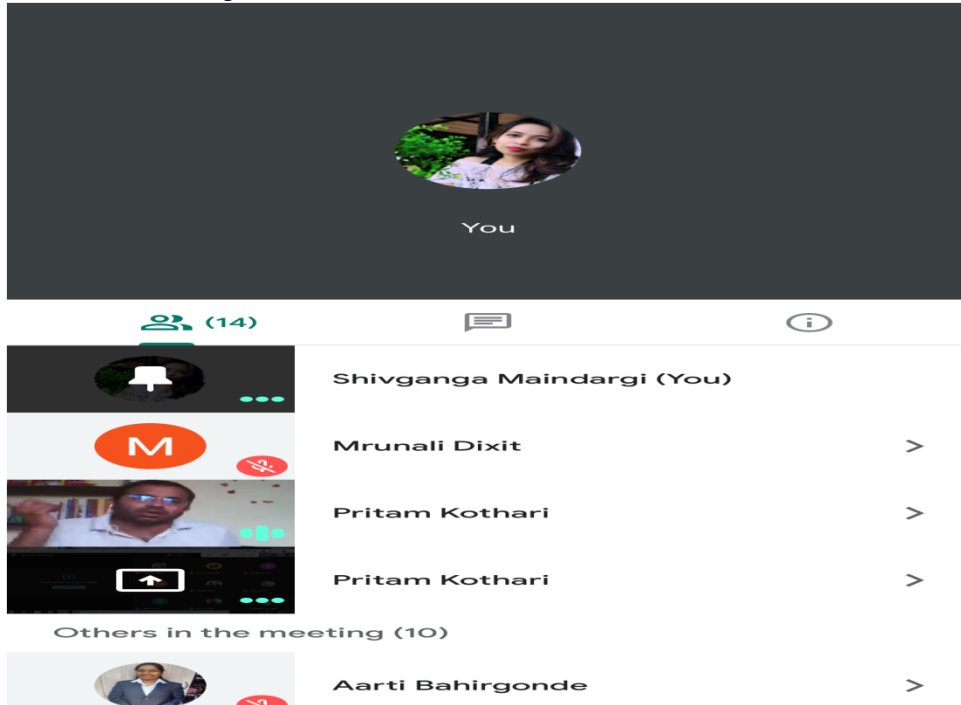 You
(14)
Shivganga Maindargi (You)
M
Mrunali Dixit
Pritam Kothari
Pritam Kothari
Others in the meeting (10)
Aarti Bahirgonde